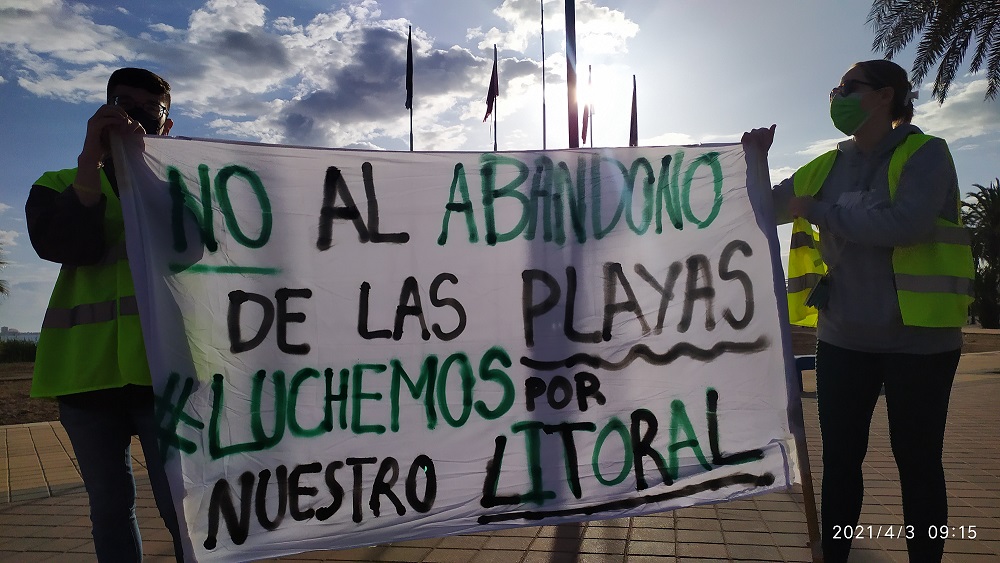 NO AL ABANDONO
DE LAS PLAYAS
#LUCHEMOS POR
NUESTRO LITORAL
2021/4/3 09:15